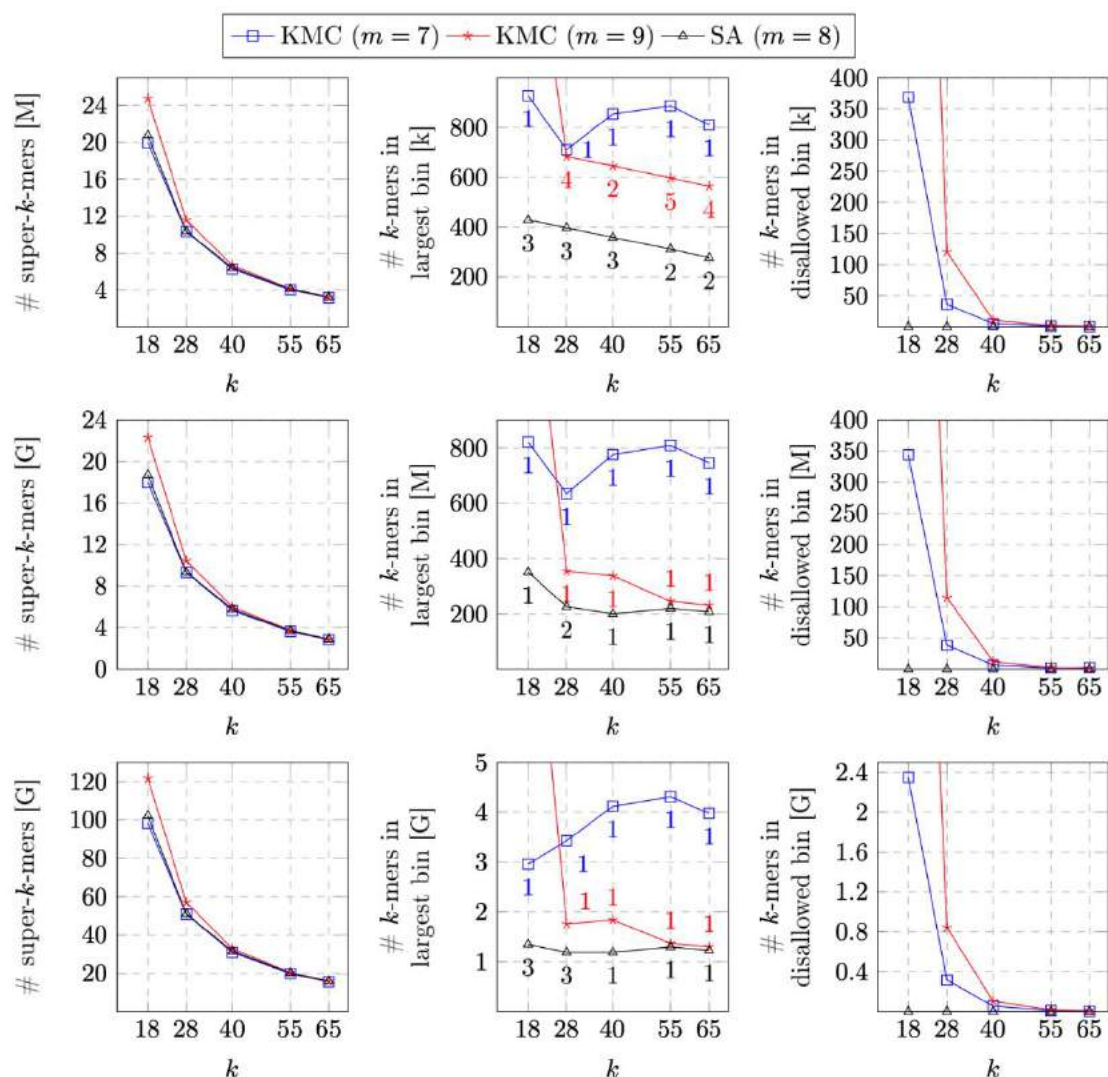 KMC (m = 7) KMC (m = 9) SA (m = 8)
# super-k-mers [M]
24
20
16
12
8
4
18 28 40 55 65
k
# k-mers in
largest bin [k]
800
600
400
200
1 1 1 1 1
4 2 5 4
3 3 3 2 2
18 28 40 55 65
k
# k-mers in
disallowed bin [k]
400
350
300
250
200
150
100
50
18 28 40 55 65
k
# super-k-mers [G]
24
20
16
12
8
4
0
18 28 40 55 65
k
# k-mers in
largest bin [M]
800
600
400
200
1 1 1 1 1
1 1 1 1
1 2 1 1 1
18 28 40 55 65
k
# k-mers in
disallowed bin [M]
400
350
300
250
200
150
100
50
18 28 40 55 65
k
# super-k-mers [G]
120
100
80
60
40
20
18 28 40 55 65
k
# k-mers in
largest bin [G]
5
4
3
2
1
1 1 1 1 1
1 1 1 1
3 3 1 1 1
18 28 40 55 65
k
# k-mers in
disallowed bin [G]
2.4
2
1.6
1.2
0.8
0.4
18 28 40 55 65
k